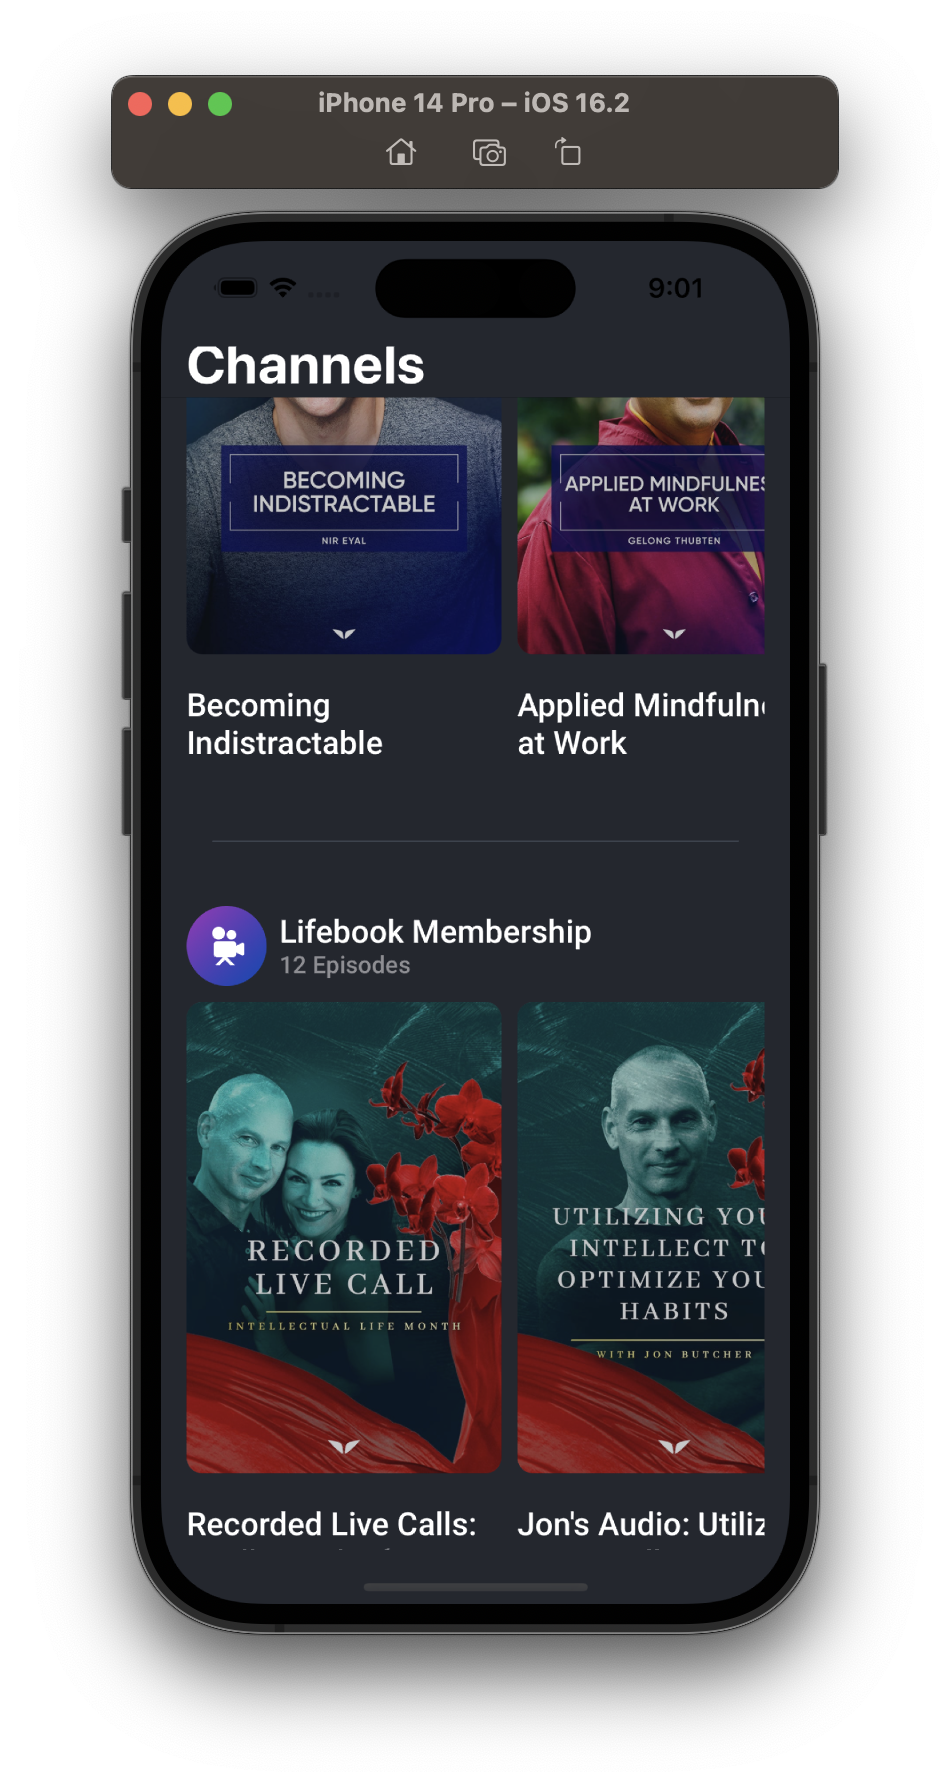 iPhone 14 Pro – iOS 16.2
9:01
Channels
BECOMING
INDISTRACTABLE
NIR EYAL
APPLIED MINDFULNES
AT WORK
GELONG THUBTEN
Becoming
Indistractable
Applied Mindfulne
at Work
Lifebook Membership
12 Episodes
RECORDED
LIVE CALL
INTELLECTUAL LIFE MONTH
UTILIZING YOU
INTELLECT TO
OPTIMIZE YOU
HABITS
WITH JON BUTCHER
Recorded Live Calls:
Jon's Audio: Utiliz